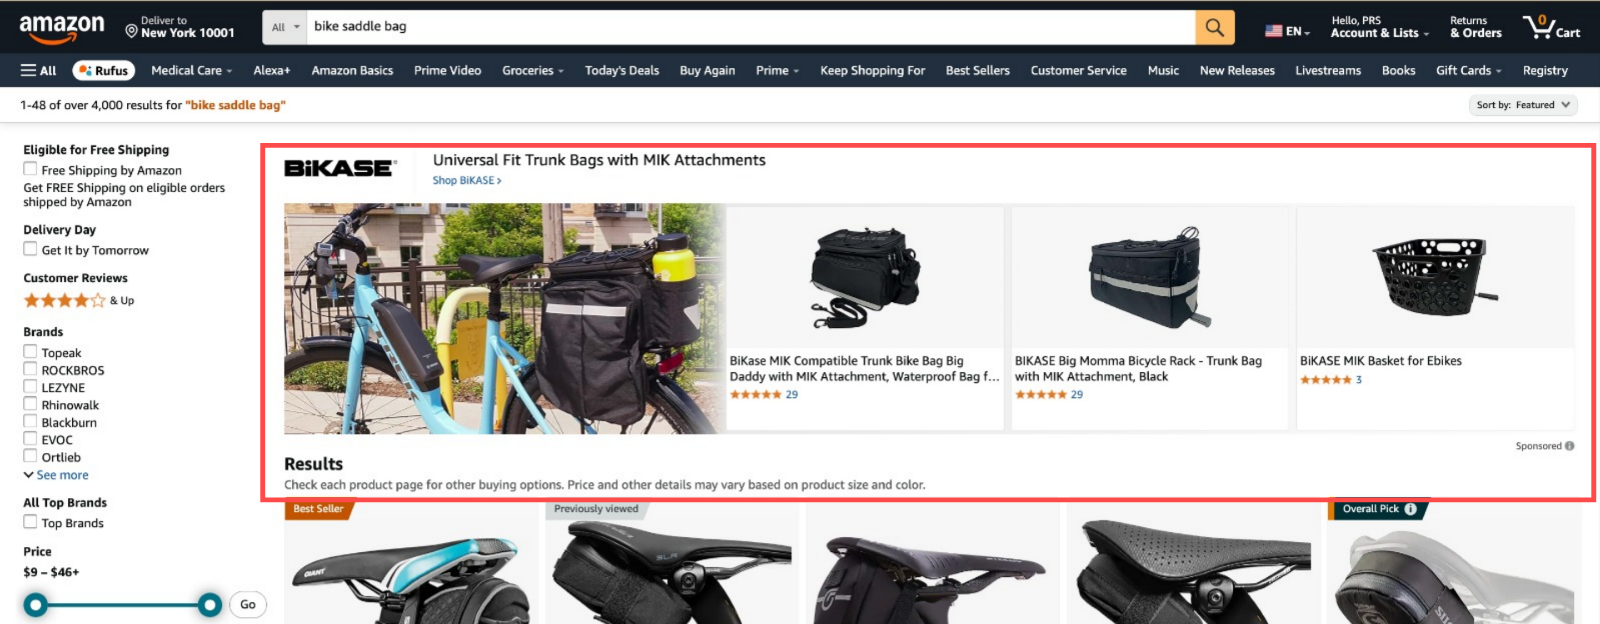 amazon
Deliver to
New York 10001
All
bike saddle bag
EN
Hello, PRS
Account & Lists
Returns
& Orders
0
Cart
All
Rufus
Medical Care
Alexa+
Amazon Basics
Prime Video
Groceries
Today's Deals
Buy Again
Prime
Keep Shopping For
Best Sellers
Customer Service
Music
New Releases
Livestreams
Books
Gift Cards
Registry
1-48 of over 4,000 results for "bike saddle bag"
Sort by: Featured
Eligible for Free Shipping
Free Shipping by Amazon
Get FREE Shipping on eligible orders
shipped by Amazon
Delivery Day
Get It by Tomorrow
Customer Reviews
& Up
Brands
Topeak
ROCKBROS
LEZYNE
Rhinowalk
Blackburn
EVOC
Ortlieb
See more
All Top Brands
Top Brands
Price
$9 – $46+
Go
BiKASE®
Universal Fit Trunk Bags with MIK Attachments
Shop BiKASE ›
BiKase MIK Compatible Trunk Bike Bag Big
Daddy with MIK Attachment, Waterproof Bag f...
29
BIKASE Big Momma Bicycle Rack - Trunk Bag
with MIK Attachment, Black
29
BiKASE MIK Basket for Ebikes
3
Sponsored
Results
Check each product page for other buying options. Price and other details may vary based on product size and color.
Best Seller
Previously viewed
Overall Pick
GIANT
SLR